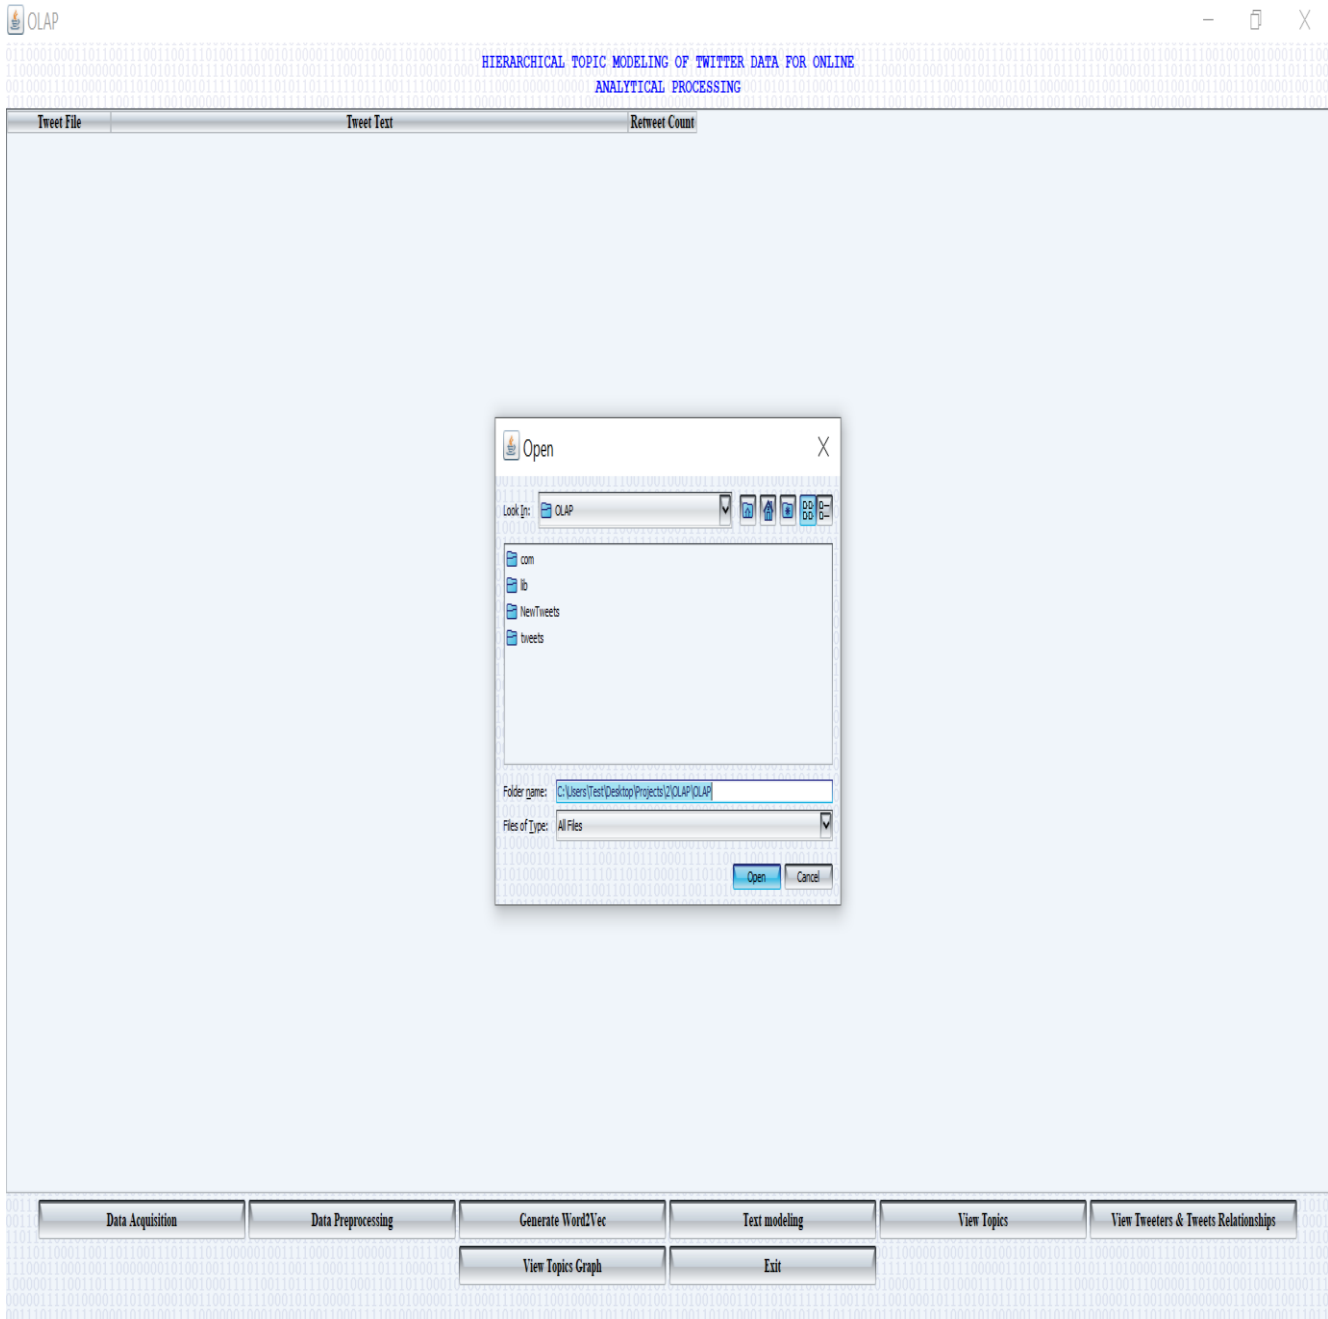 OLAP
HIERARCHICAL TOPIC MODELING OF TWITTER DATA FOR ONLINE
ANALYTICAL PROCESSING
Tweet File Tweet Text Retweet Count
Open
Look In: OLAP
com
lib
NewTweets
tweets
Folder name: C:\Users\Test\Desktop\Projects\2\OLAP\OLAP
Files of Type: All Files
Open Cancel
Data Acquisition Data Preprocessing Generate Word2Vec Text modeling View Topics View Tweeters & Tweets Relationships
View Topics Graph Exit